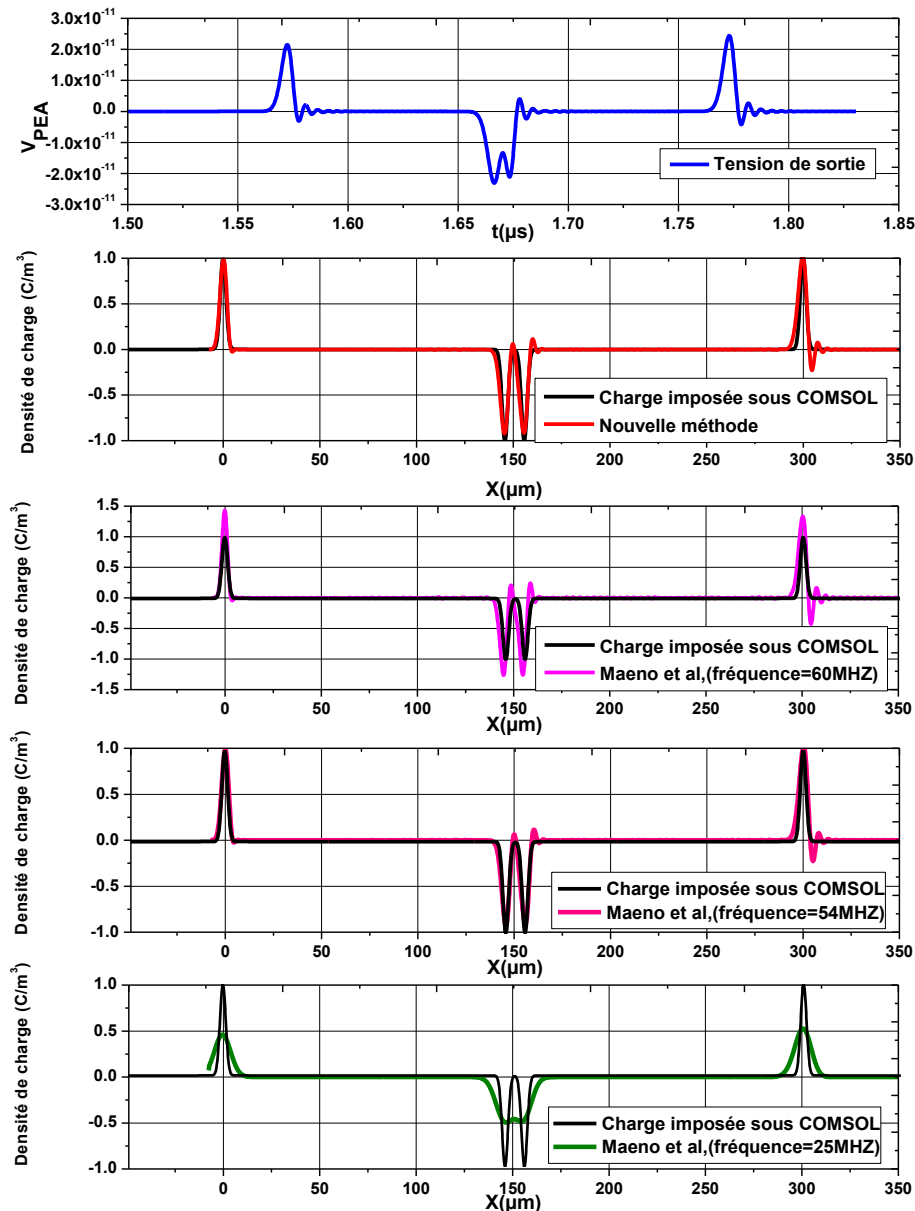 3.0x10⁻¹¹
2.0x10⁻¹¹
1.0x10⁻¹¹
0.0
-1.0x10⁻¹¹
-2.0x10⁻¹¹
-3.0x10⁻¹¹
V_PEA
Tension de sortie
1.50 1.55 1.60 1.65 1.70 1.75 1.80 1.85
t(µs)
Densité de charge (C/m³)
1.0
0.5
0.0
-0.5
-1.0
Charge imposée sous COMSOL
Nouvelle méthode
0 50 100 150 200 250 300 350
X(µm)
Densité de charge (C/m³)
1.5
1.0
0.5
0.0
-0.5
-1.0
-1.5
Charge imposée sous COMSOL
Maeno et al,(fréquence=60MHZ)
0 50 100 150 200 250 300 350
X(µm)
Densité de charge (C/m³)
1.0
0.5
0.0
-0.5
-1.0
Charge imposée sous COMSOL
Maeno et al,(fréquence=54MHZ)
0 50 100 150 200 250 300 350
X(µm)
Densité de charge (C/m³)
1.0
0.5
0.0
-0.5
-1.0
Charge imposée sous COMSOL
Maeno et al,(fréquence=25MHZ)
0 50 100 150 200 250 300 350
X(µm)